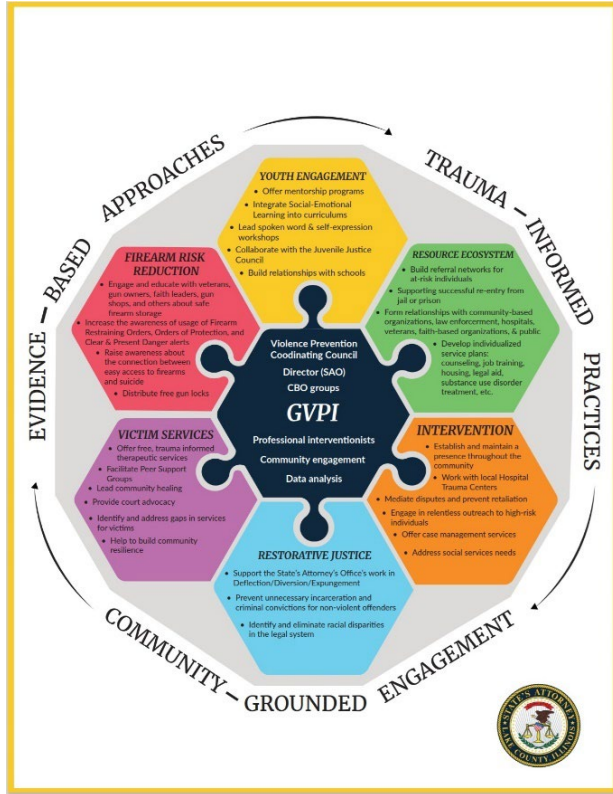 EVIDENCE – BASED APPROACHES
TRAUMA – INFORMED PRACTICES
COMMUNITY – GROUNDED ENGAGEMENT
YOUTH ENGAGEMENT
• Offer mentorship programs
• Integrate Social-Emotional
Learning into curriculums
• Lead spoken word & self-expression
workshops
• Collaborate with the Juvenile Justice
Council
• Build relationships with schools
RESOURCE ECOSYSTEM
• Build referral networks for
at-risk individuals
• Supporting successful re-entry from
jail or prison
• Form relationships with community-based
organizations, law enforcement, hospitals,
veterans, faith-based organizations, & public
• Develop individualized
service plans:
counseling, job training,
housing, legal aid,
substance use disorder
treatment, etc.
INTERVENTION
• Establish and maintain a
presence throughout the
community
• Work with local Hospital
Trauma Centers
• Mediate disputes and prevent retaliation
• Engage in relentless outreach to high-risk
individuals
• Offer case management services
• Address social services needs
RESTORATIVE JUSTICE
• Support the State's Attorney's Office's work in
Deflection/Diversion/Expungement
• Prevent unnecessary incarceration and
criminal convictions for non-violent offenders
• Identify and eliminate racial disparities
in the legal system
VICTIM SERVICES
• Offer free, trauma informed
therapeutic services
• Facilitate Peer Support
Groups
• Lead community healing
• Provide court advocacy
• Identify and address gaps in services
for victims
• Help to build community
resilience
FIREARM RISK
REDUCTION
• Engage and educate with veterans,
gun owners, faith leaders, gun
shops, and others about safe
firearm storage
• Increase the awareness of usage of Firearm
Restraining Orders, Orders of Protection, and
Clear & Present Danger alerts
• Raise awareness about
the connection between
easy access to firearms
and suicide
• Distribute free gun locks
Violence Prevention
Coodinating Council
Director (SAO)
CBO groups
GVPI
Professional interventionists
Community engagement
Data analysis
STATE'S ATTORNEY
LAKE COUNTY, ILLINOIS